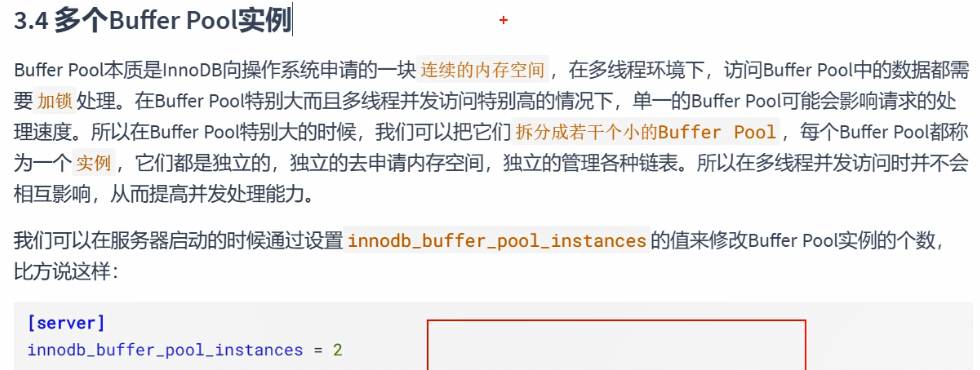 3.4 多个Buffer Pool实例
Buffer Pool本质是InnoDB向操作系统申请的一块 连续的内存空间 ，在多线程环境下，访问Buffer Pool中的数据都需
要 加锁 处理。在Buffer Pool特别大而且多线程并发访问特别高的情况下，单一的Buffer Pool可能会影响请求的处
理速度。所以在Buffer Pool特别大的时候，我们可以把它们 拆分成若干个小的Buffer Pool ，每个Buffer Pool都称
为一个 实例 ，它们都是独立的，独立的去申请内存空间，独立的管理各种链表。所以在多线程并发访问时并不会
相互影响，从而提高并发处理能力。
我们可以在服务器启动的时候通过设置 innodb_buffer_pool_instances 的值来修改Buffer Pool实例的个数，
比方说这样：
[server]
innodb_buffer_pool_instances = 2